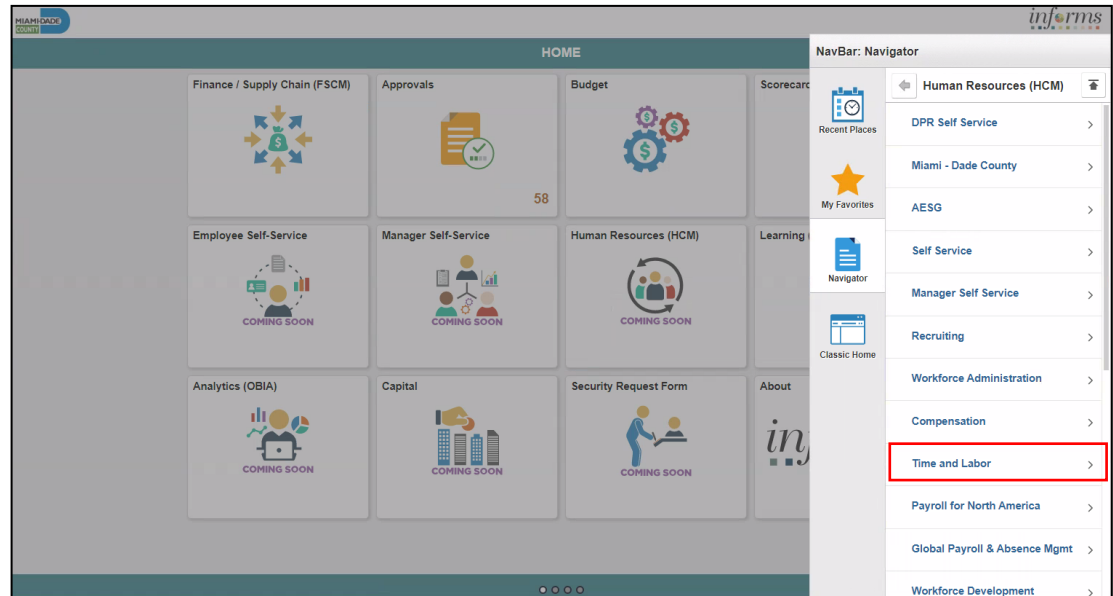 MIAMI-DADE
COUNTY
informs
HOME
NavBar: Navigator
Finance / Supply Chain (FSCM)
Approvals
58
Budget
Scorecard
Employee Self-Service
COMING SOON
Manager Self-Service
COMING SOON
Human Resources (HCM)
COMING SOON
Learning
Analytics (OBIA)
COMING SOON
Capital
COMING SOON
Security Request Form
COMING SOON
About
inf
Recent Places
My Favorites
Navigator
Classic Home
Human Resources (HCM)
DPR Self Service
Miami - Dade County
AESG
Self Service
Manager Self Service
Recruiting
Workforce Administration
Compensation
Time and Labor
Payroll for North America
Global Payroll & Absence Mgmt
Workforce Development